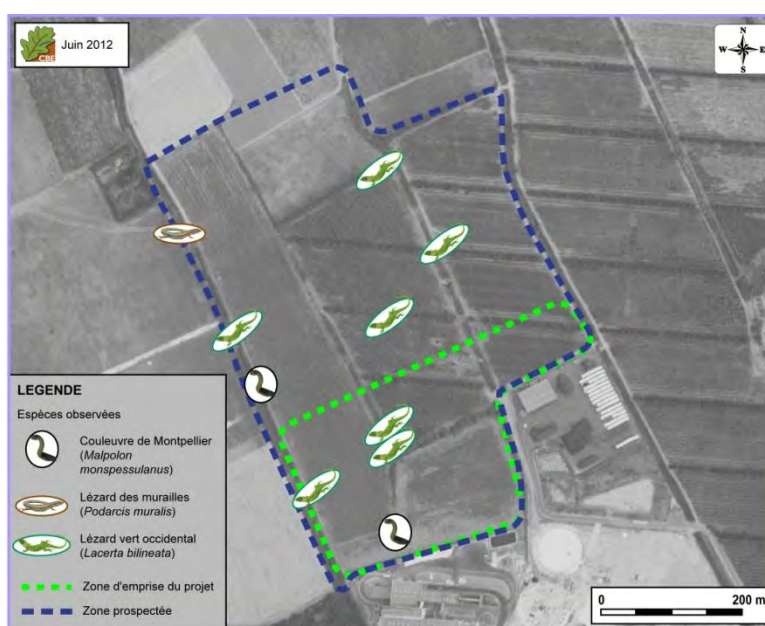 CBE
Juin 2012
N
W E
S
LEGENDE
Espèces observées
Couleuvre de Montpellier
(Malpolon
monspessulanus)
Lézard des murailles
(Podarcis muralis)
Lézard vert occidental
(Lacerta bilineata)
Zone d'emprise du projet
Zone prospectée
0 200 m